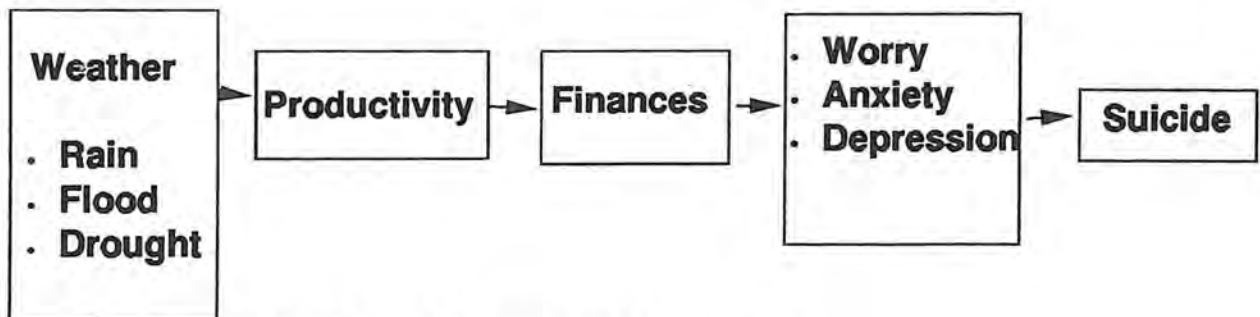 Weather
. Rain
. Flood
. Drought
Productivity
Finances
. Worry
. Anxiety
. Depression
Suicide